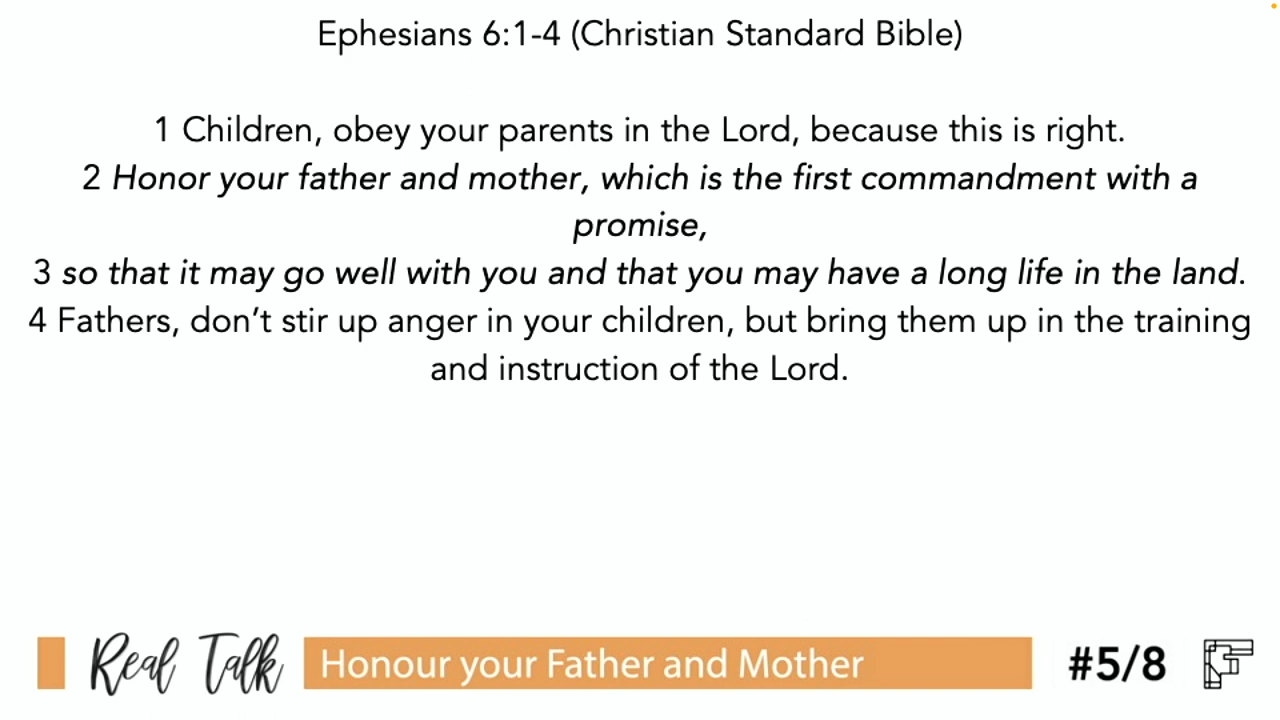 Ephesians 6:1-4 (Christian Standard Bible)
1 Children, obey your parents in the Lord, because this is right.
2 Honor your father and mother, which is the first commandment with a
promise,
3 so that it may go well with you and that you may have a long life in the land.
4 Fathers, don’t stir up anger in your children, but bring them up in the training
and instruction of the Lord.
Real Talk Honour your Father and Mother #5/8